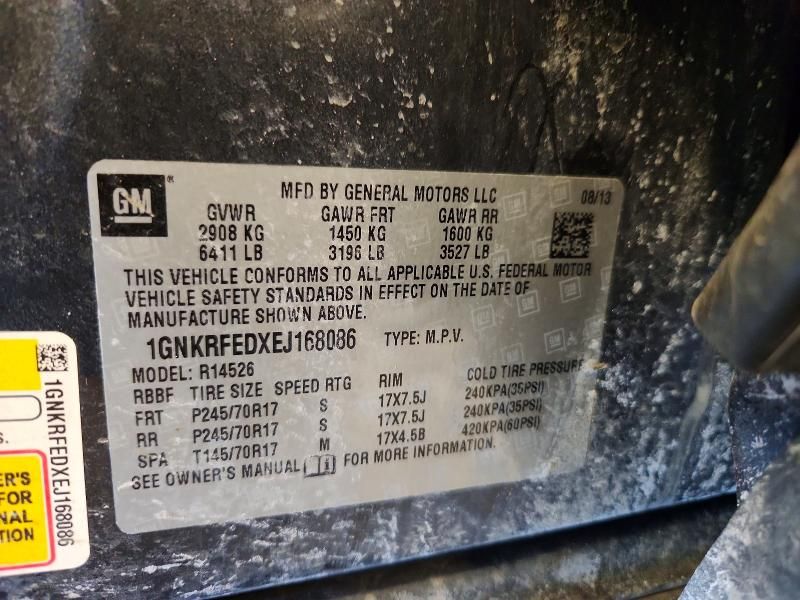 GM
MFD BY GENERAL MOTORS LLC 08/13
GVWR GAWR FRT GAWR RR
2908 KG 1450 KG 1600 KG
6411 LB 3196 LB 3527 LB
THIS VEHICLE CONFORMS TO ALL APPLICABLE U.S. FEDERAL MOTOR
VEHICLE SAFETY STANDARDS IN EFFECT ON THE DATE OF
MANUFACTURE SHOWN ABOVE.
1GNKRFEDXEJ168086 TYPE: M.P.V.
MODEL: R14526
RBBF TIRE SIZE SPEED RTG RIM COLD TIRE PRESSURE
FRT P245/70R17 S 17X7.5J 240KPA(35PSI)
RR P245/70R17 S 17X7.5J 240KPA(35PSI)
SPA T145/70R17 M 17X4.5B 420KPA(60PSI)
SEE OWNER'S MANUAL FOR MORE INFORMATION.
1GNKRFEDXEJ168086
S.
ER'S
FOR
NAL
TION